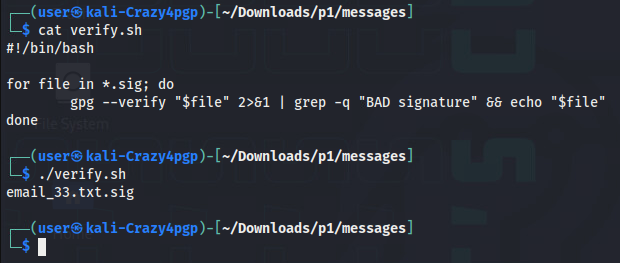 ┌──(user㉿kali-Crazy4pgp)-[~/Downloads/p1/messages]
└─$ cat verify.sh
#!/bin/bash
for file in *.sig; do
gpg --verify "$file" 2>&1 | grep -q "BAD signature" && echo "$file"
done
File System
┌──(user㉿kali-Crazy4pgp)-[~/Downloads/p1/messages]
└─$ ./verify.sh
email_33.txt.sig
┌──(user㉿kali-Crazy4pgp)-[~/Downloads/p1/messages]
└─$